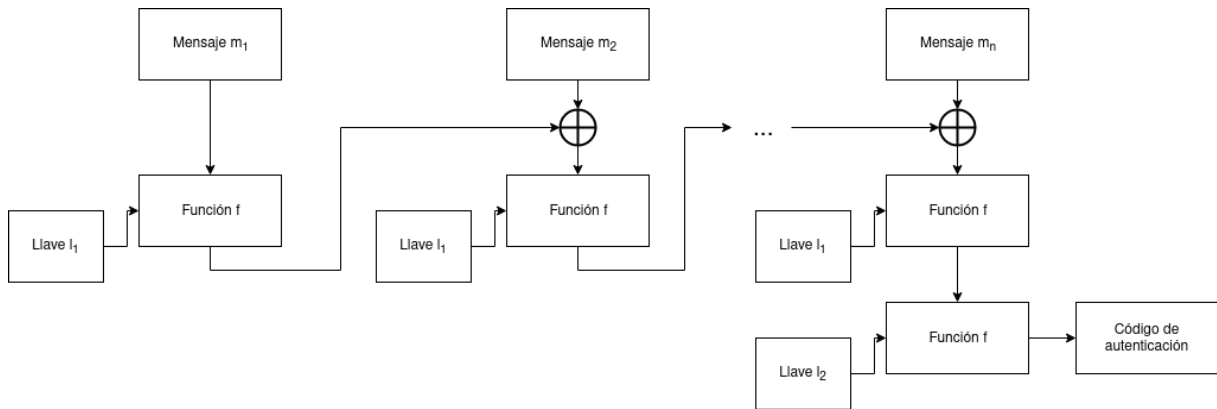 Mensaje m1
Mensaje m2
Mensaje mn
...
Función f
Función f
Función f
Llave l1
Llave l1
Llave l1
Función f
Código de
autenticación
Llave l2